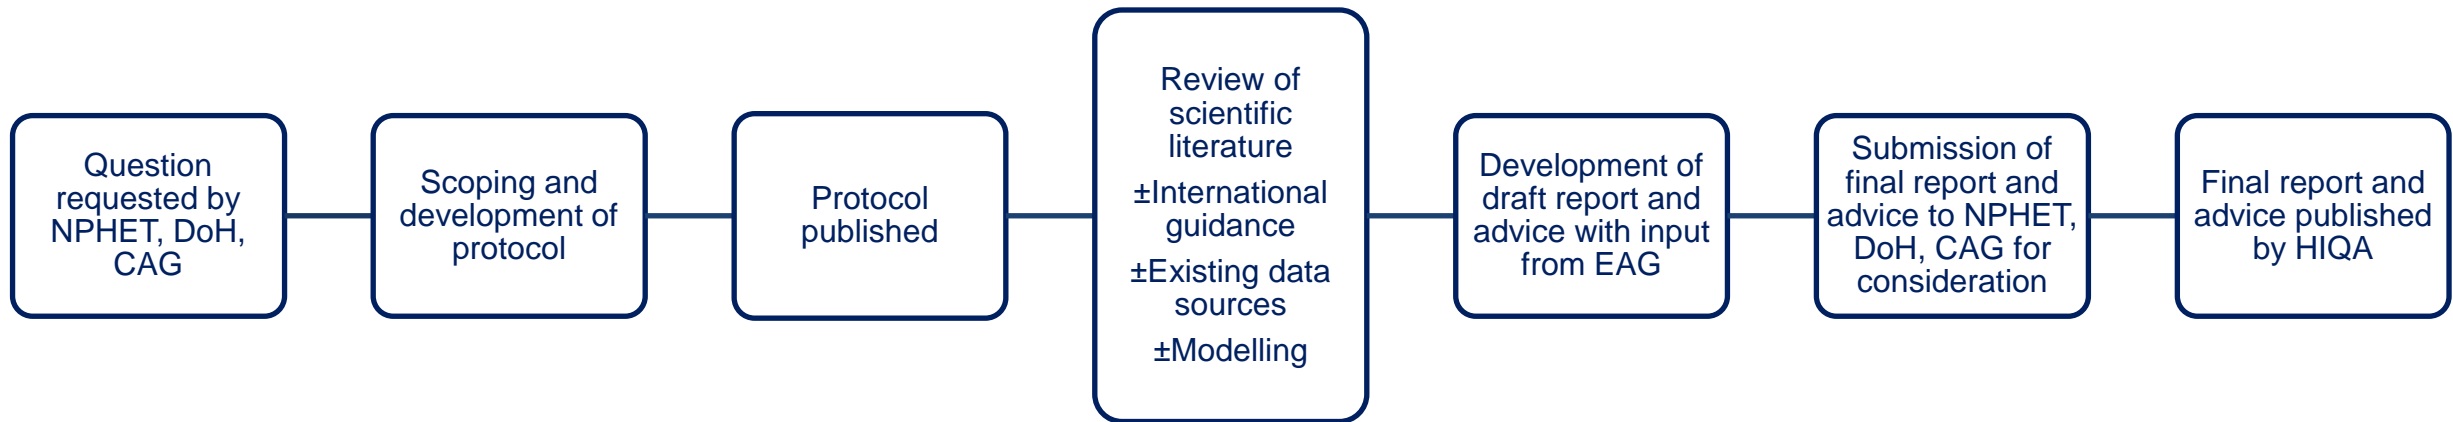 Question
requested by
NPHET, DoH,
CAG
Scoping and
development of
protocol
Protocol
published
Review of
scientific
literature
±International
guidance
±Existing data
sources
±Modelling
Development of
draft report and
advice with input
from EAG
Submission of
final report and
advice to NPHET,
DoH, CAG for
consideration
Final report and
advice published
by HIQA